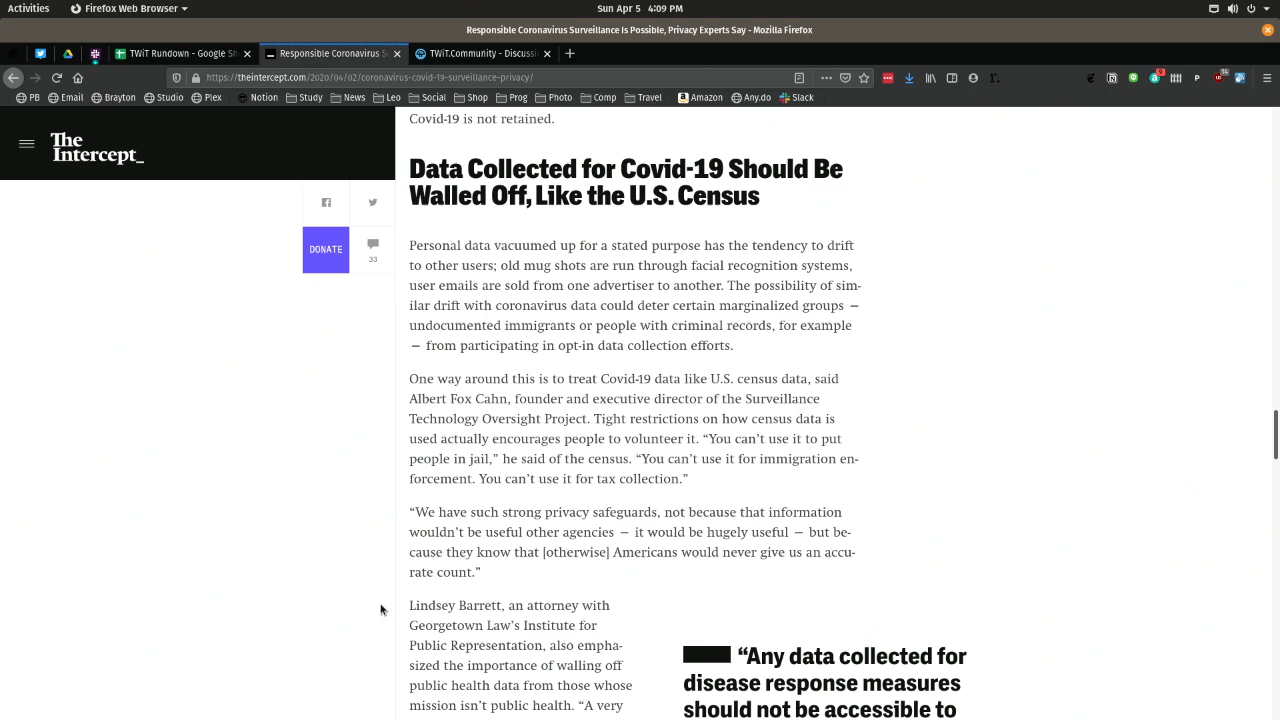 Activities
Firefox Web Browser
Sun Apr 5 4:09 PM
Responsible Coronavirus Surveillance Is Possible, Privacy Experts Say - Mozilla Firefox
TWiT Rundown - Google Sh
Responsible Coronavirus S
TWiT.Community - Discussi
https://theintercept.com/2020/04/02/coronavirus-covid-19-surveillance-privacy/
PB Email Brayton Studio Plex Notion Study News Leo Social Shop Prog Photo Comp Travel Amazon Any.do Slack
The
Intercept_
DONATE
33
Covid-19 is not retained.
Data Collected for Covid-19 Should Be
Walled Off, Like the U.S. Census
Personal data vacuumed up for a stated purpose has the tendency to drift
to other users; old mug shots are run through facial recognition systems,
user emails are sold from one advertiser to another. The possibility of sim-
ilar drift with coronavirus data could deter certain marginalized groups —
undocumented immigrants or people with criminal records, for example
— from participating in opt-in data collection efforts.
One way around this is to treat Covid-19 data like U.S. census data, said
Albert Fox Cahn, founder and executive director of the Surveillance
Technology Oversight Project. Tight restrictions on how census data is
used actually encourages people to volunteer it. “You can’t use it to put
people in jail,” he said of the census. “You can’t use it for immigration en-
forcement. You can’t use it for tax collection.”
“We have such strong privacy safeguards, not because that information
wouldn’t be useful other agencies — it would be hugely useful — but be-
cause they know that [otherwise] Americans would never give us an accu-
rate count.”
Lindsey Barrett, an attorney with
Georgetown Law’s Institute for
Public Representation, also empha-
sized the importance of walling off
public health data from those whose
mission isn’t public health. “A very
“Any data collected for
disease response measures
should not be accessible to